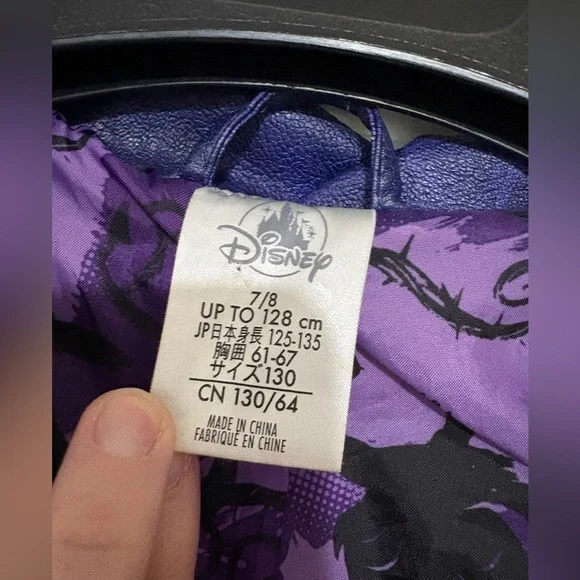 Disney
7/8
UP TO 128 cm
JP日本身長 125-135
胸囲 61-67
サイズ130
CN 130/64
MADE IN CHINA
FABRIQUÉ EN CHINE